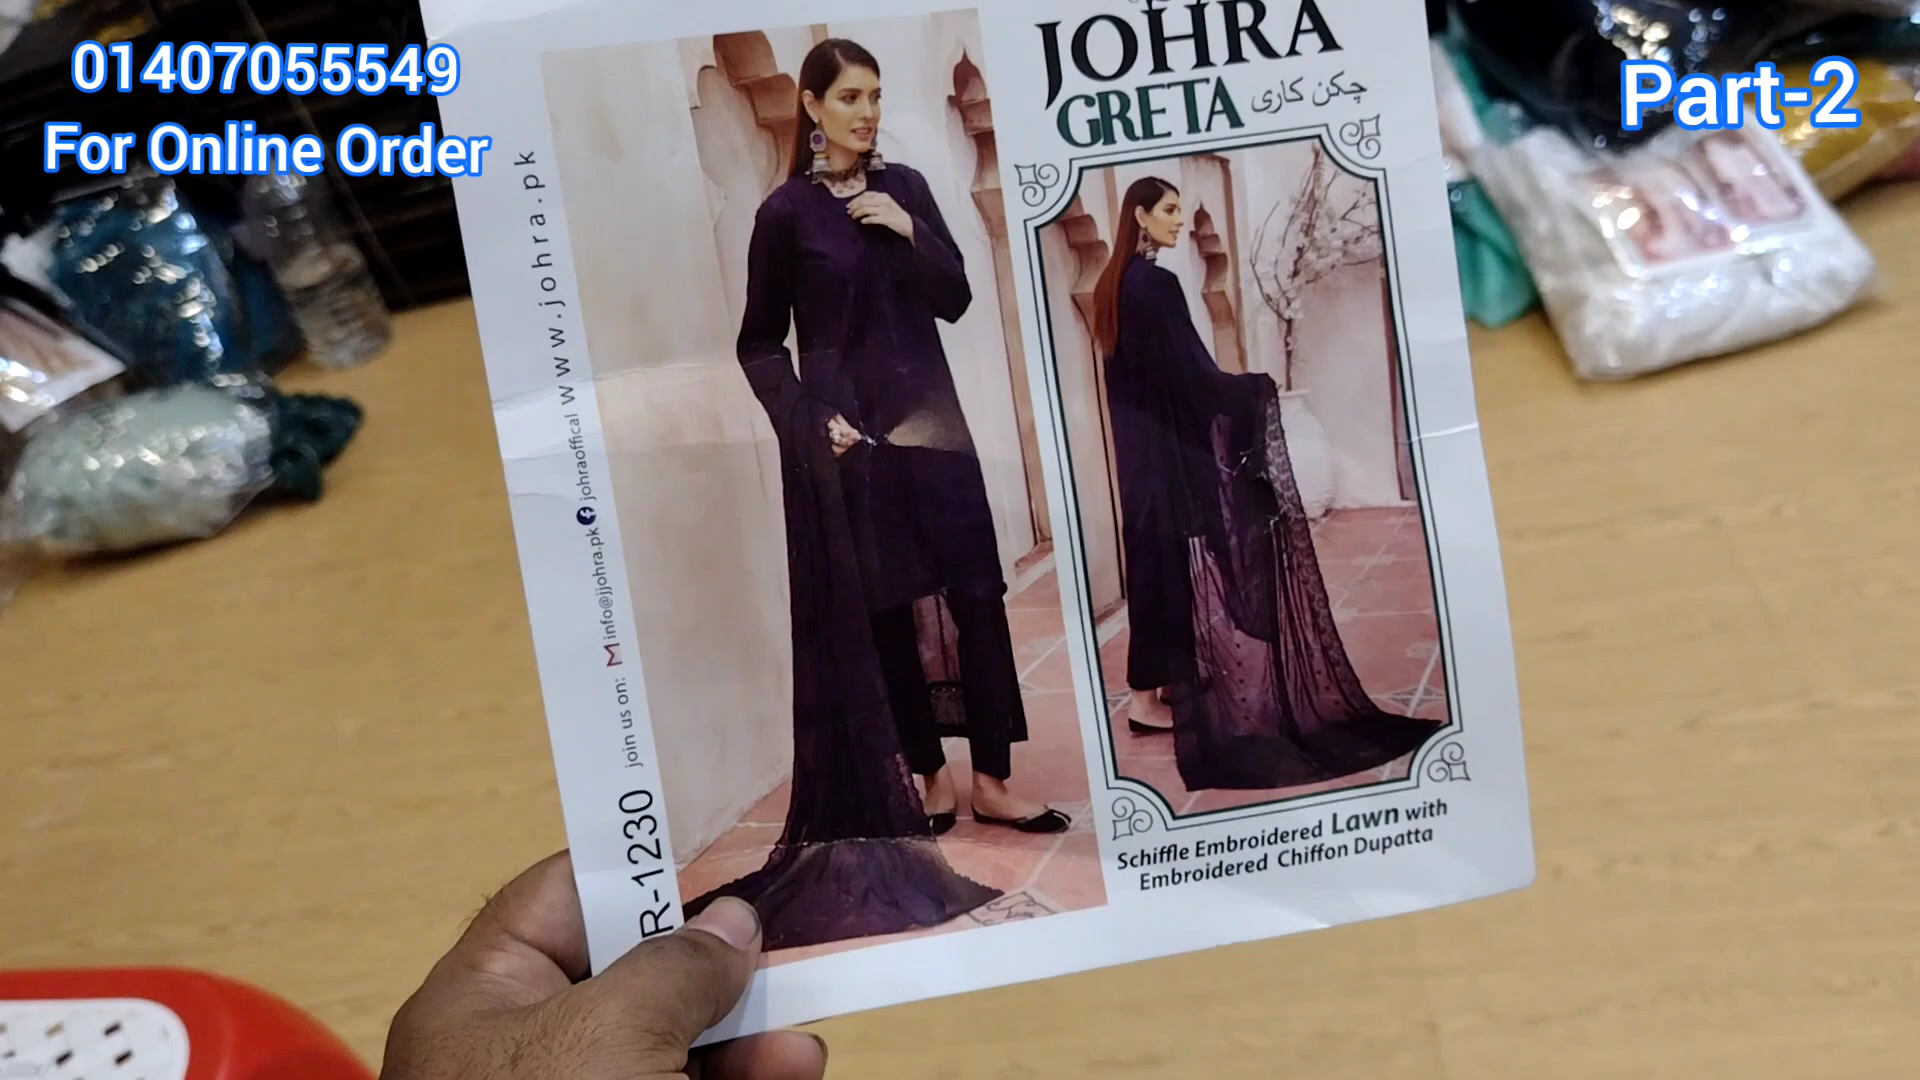 01407055549
For Online Order
Part-2
JOHRA
GRETA چکن کاری
www.johra.pk
join us on: info@jjohra.pk johraoffical
R-1230
Schiffle Embroidered Lawn with
Embroidered Chiffon Dupatta